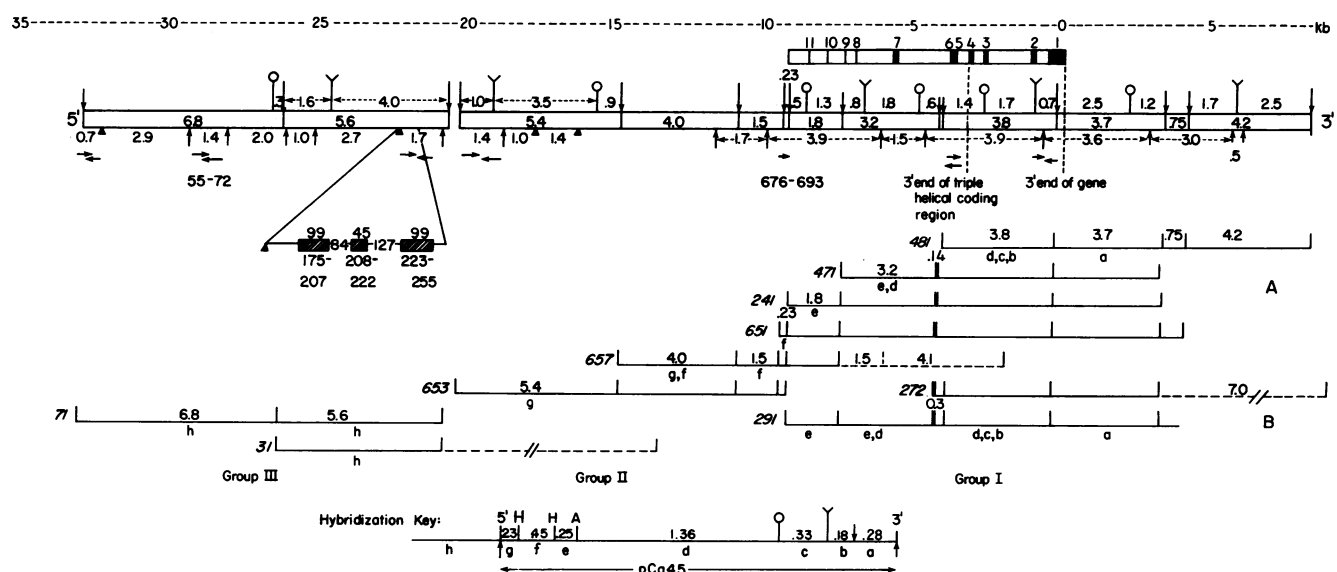 35 30 25 20 10 5 0 5 kb
11 10 9 8 7 6 5 4 3 2 1
.23
1.6 4.0 1.0 3.5 .9 .5 1.3 .8 1.8 .6 1.4 1.7 0.7 2.5 1.2 1.7 2.5
5' 6.8 5.6 5.4 4.0 1.5 1.8 3.2 3.8 3.7 .75 4.2 3'
0.7 2.9 1.4 2.0 1.0 2.7 1.7 1.4 1.0 1.4 1.7 3.9 1.5 3.9 3.6 3.0 .5
55-72 676-693 3' end of triple helical coding region 3' end of gene
99 45 99
84 127
175-207 208-222 223-255
481 3.8 3.7 .75 4.2
d,c,b a
471 3.2 .14
e,d
A
241 1.8
e
651 .23
f
657 4.0 1.5 1.5 4.1
g,f f
653 5.4 272 7.0
g
71 6.8 5.6 291 0.3 B
h h e e,d d,c,b a
31
h
Group III Group II Group I
Hybridization Key: 5' H H A 3'
.23 .45 .25 1.36 .33 .18 .28
h g f e d c b a
pCa45